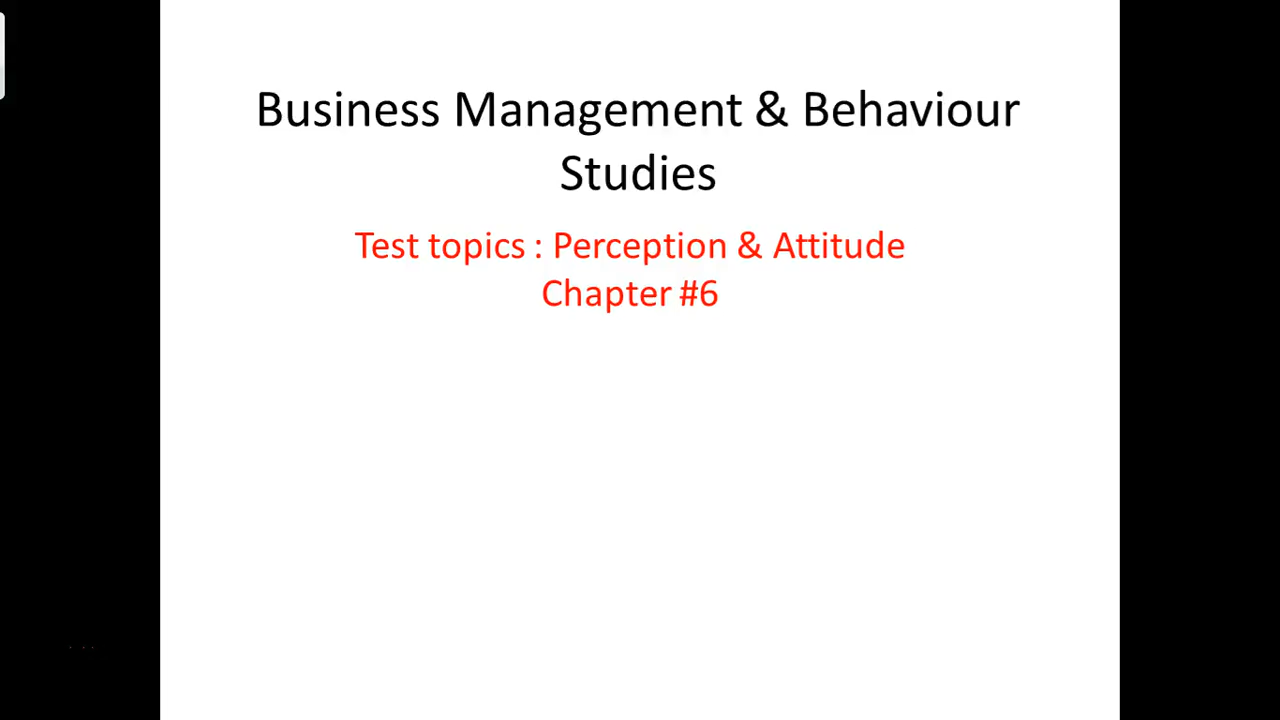 Business Management & Behaviour
Studies
Test topics : Perception & Attitude
Chapter #6